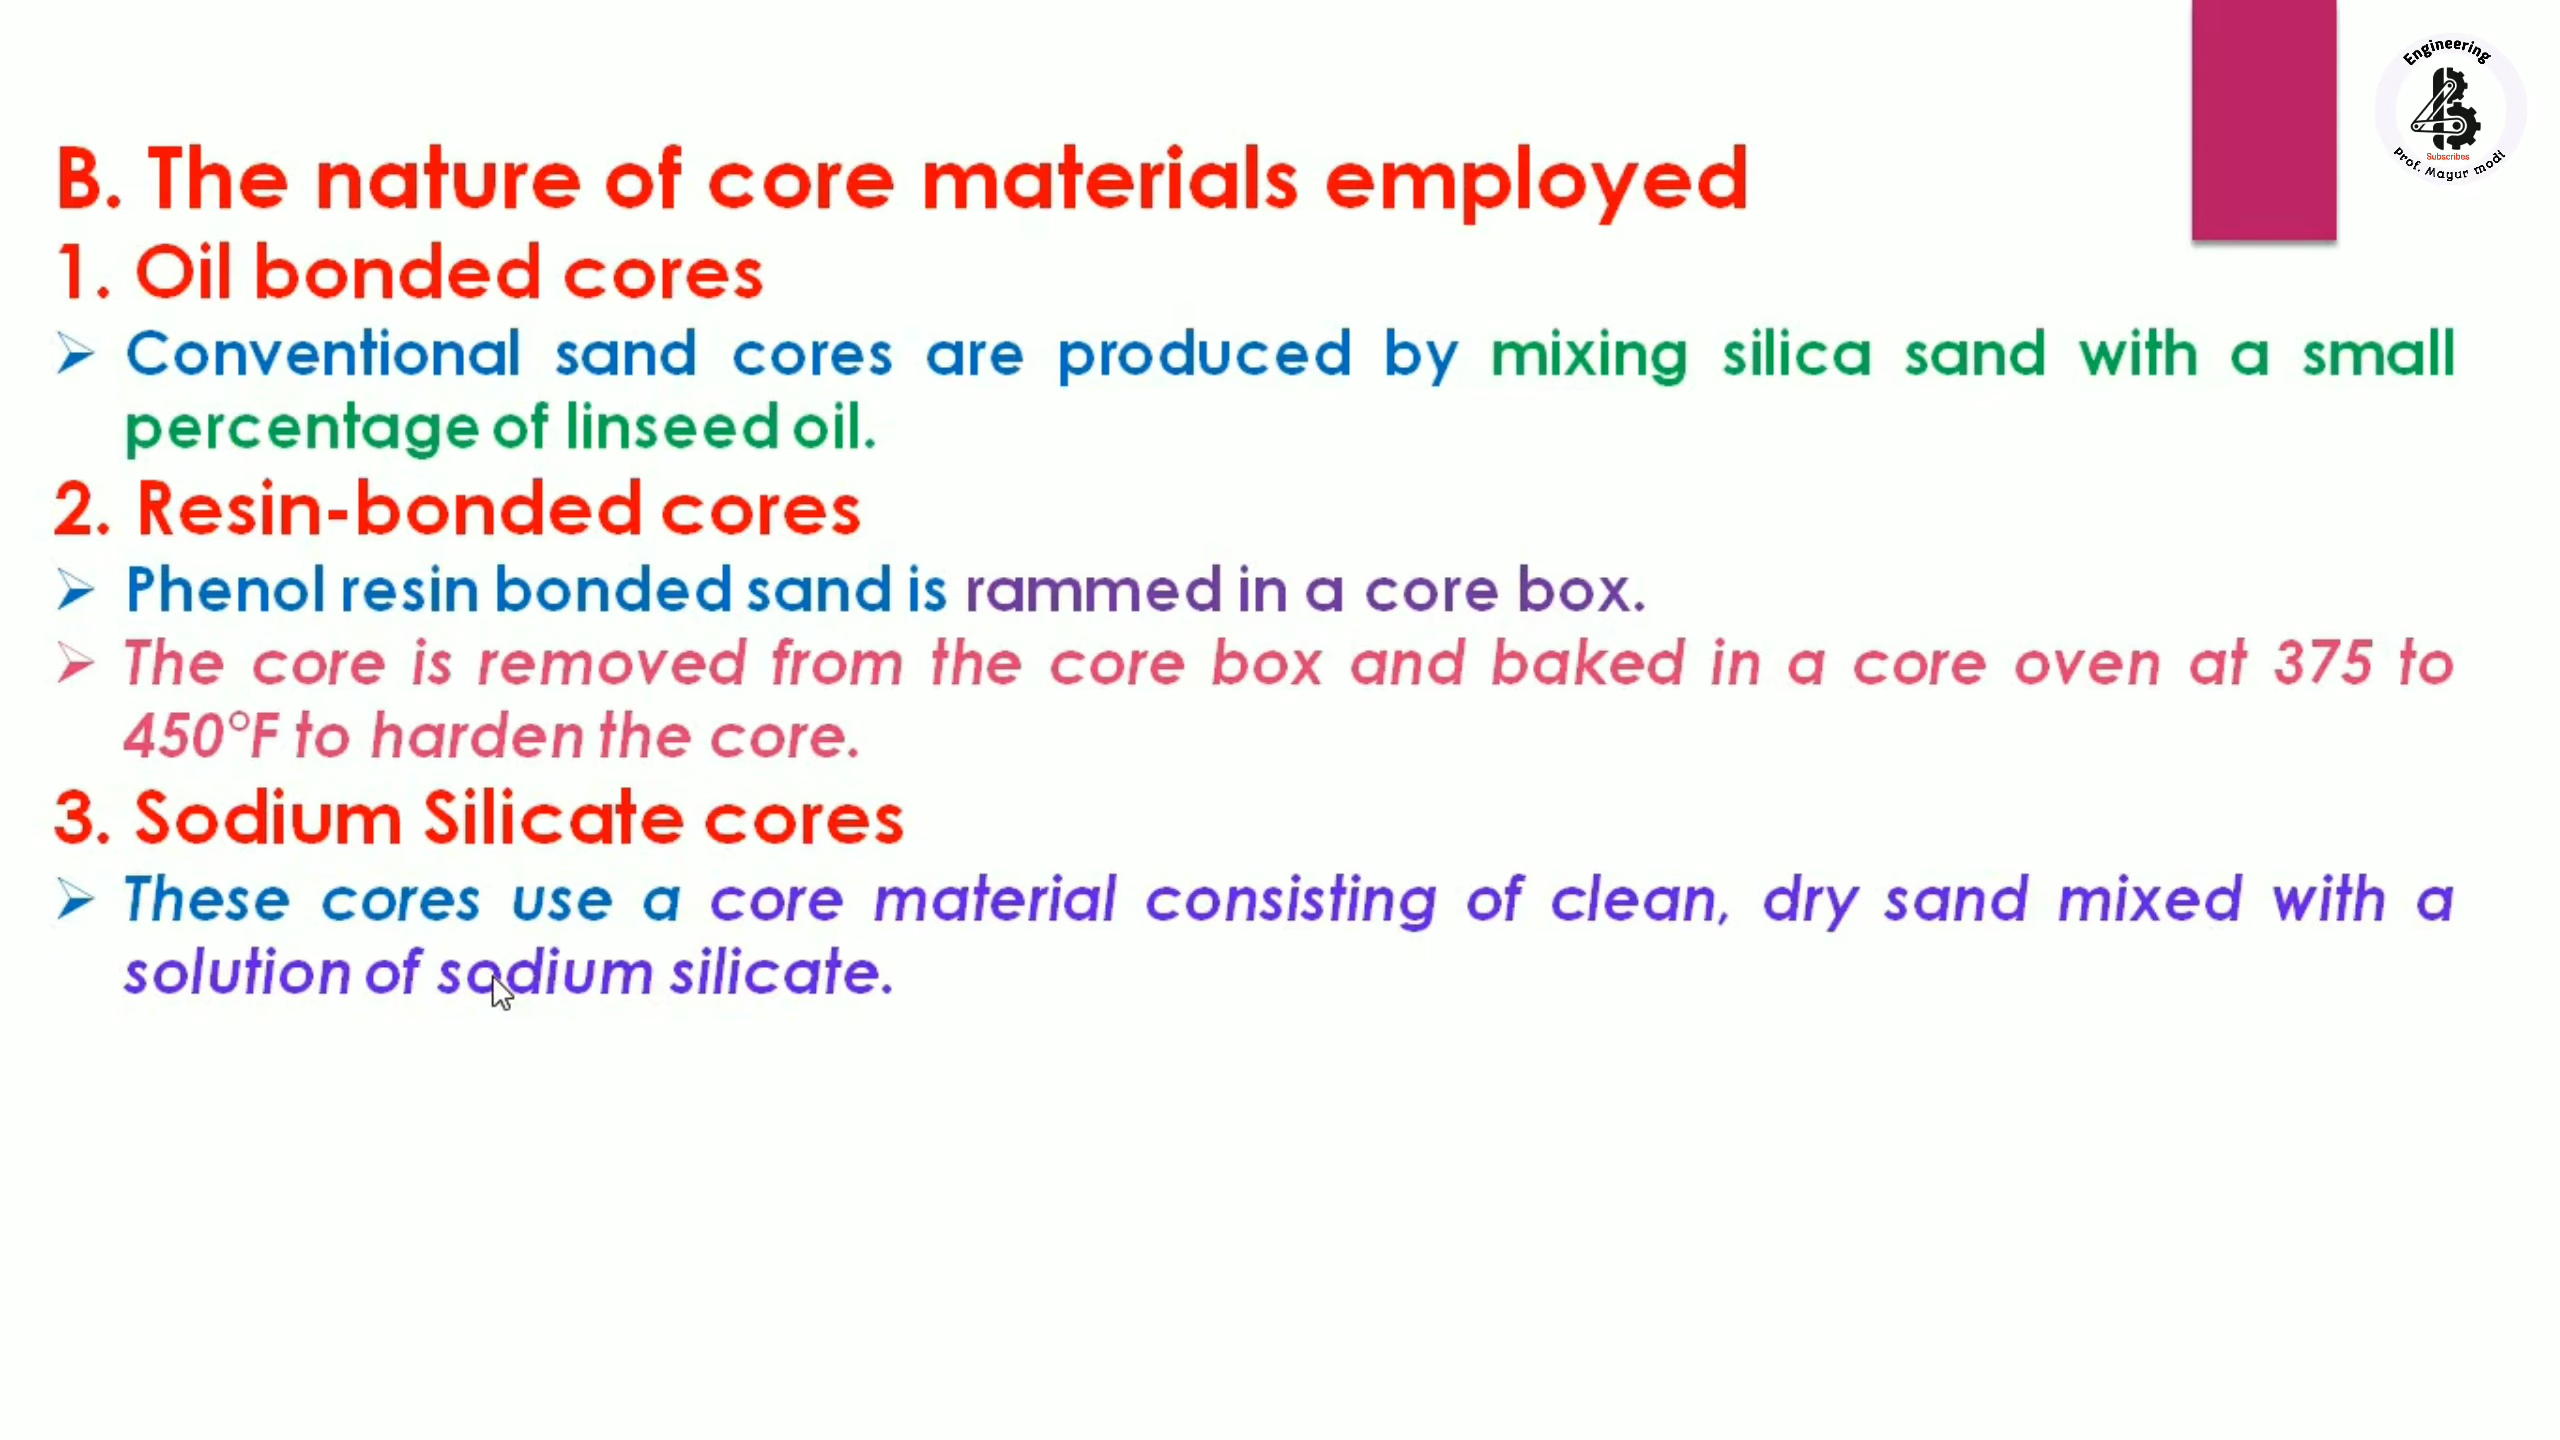 Engineering
Subscribes
Prof. Mayur modi
B. The nature of core materials employed
1. Oil bonded cores
➢ Conventional sand cores are produced by mixing silica sand with a small
percentage of linseed oil.
2. Resin-bonded cores
➢ Phenol resin bonded sand is rammed in a core box.
➢ The core is removed from the core box and baked in a core oven at 375 to
450°F to harden the core.
3. Sodium Silicate cores
➢ These cores use a core material consisting of clean, dry sand mixed with a
solution of sodium silicate.